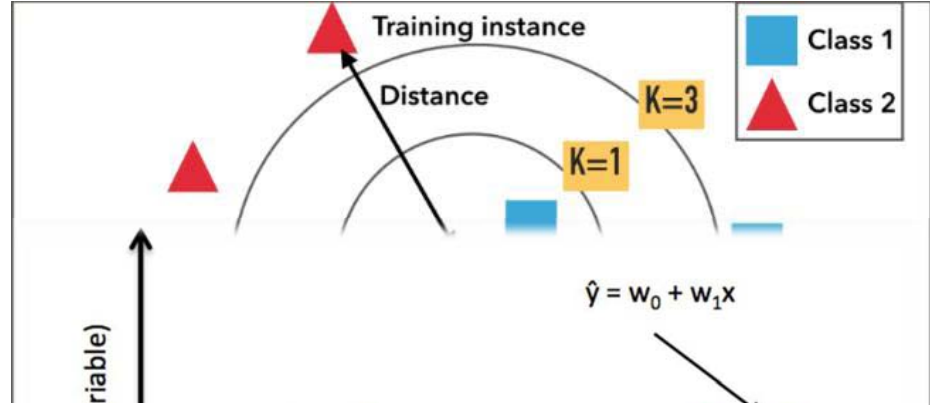 Training instance
Class 1
Distance
K=3
Class 2
K=1
ŷ = w₀ + w₁x
riable)